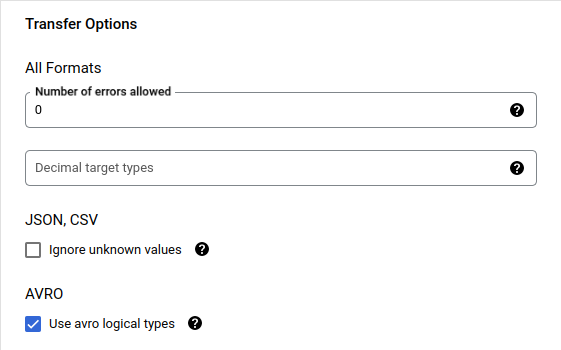 Transfer Options
All Formats
Number of errors allowed
0
Decimal target types
JSON, CSV
Ignore unknown values
AVRO
Use avro logical types